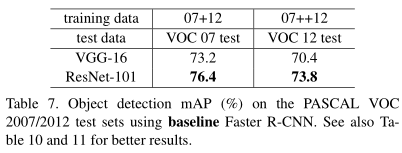 training data 07+12 07++12
test data VOC 07 test VOC 12 test
VGG-16 73.2 70.4
ResNet-101 76.4 73.8
Table 7. Object detection mAP (%) on the PASCAL VOC
2007/2012 test sets using baseline Faster R-CNN. See also Ta-
ble 10 and 11 for better results.